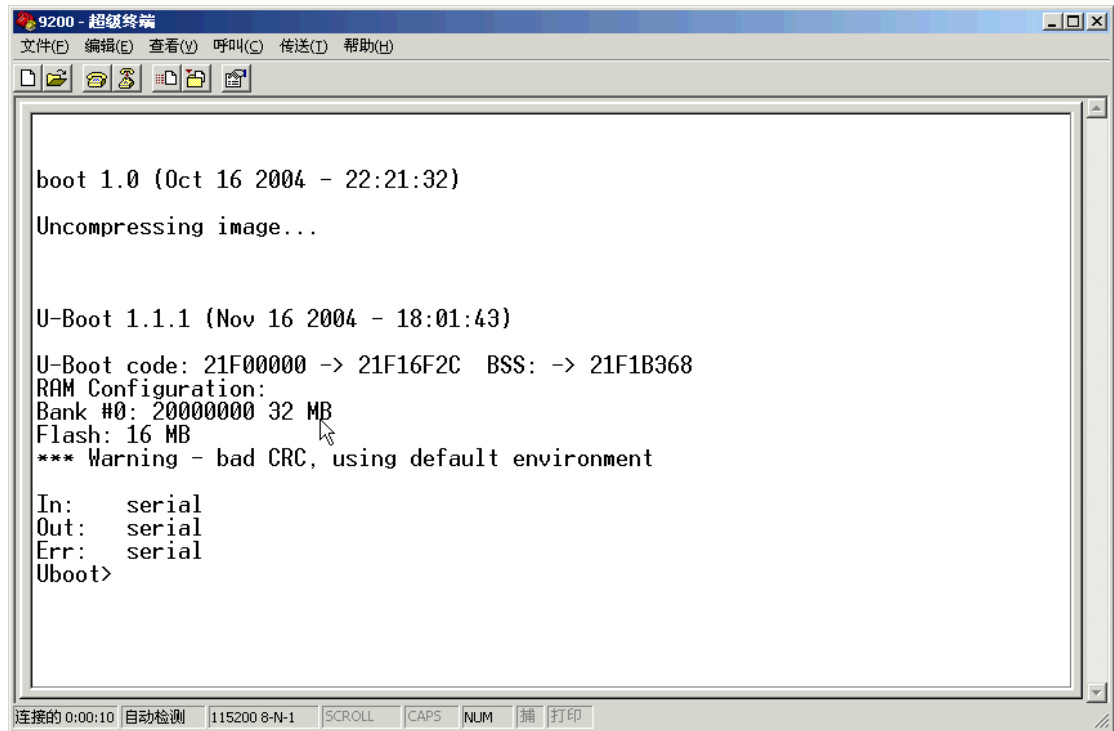 9200 - 超级终端
文件(F) 编辑(E) 查看(V) 呼叫(C) 传送(T) 帮助(H)
boot 1.0 (Oct 16 2004 - 22:21:32)
Uncompressing image...
U-Boot 1.1.1 (Nov 16 2004 - 18:01:43)
U-Boot code: 21F00000 -> 21F16F2C  BSS: -> 21F1B368
RAM Configuration:
Bank #0: 20000000 32 MB
Flash: 16 MB
*** Warning - bad CRC, using default environment
In:    serial
Out:   serial
Err:   serial
Uboot>
连接的 0:00:10 自动检测 115200 8-N-1 SCROLL CAPS NUM 捕 打印